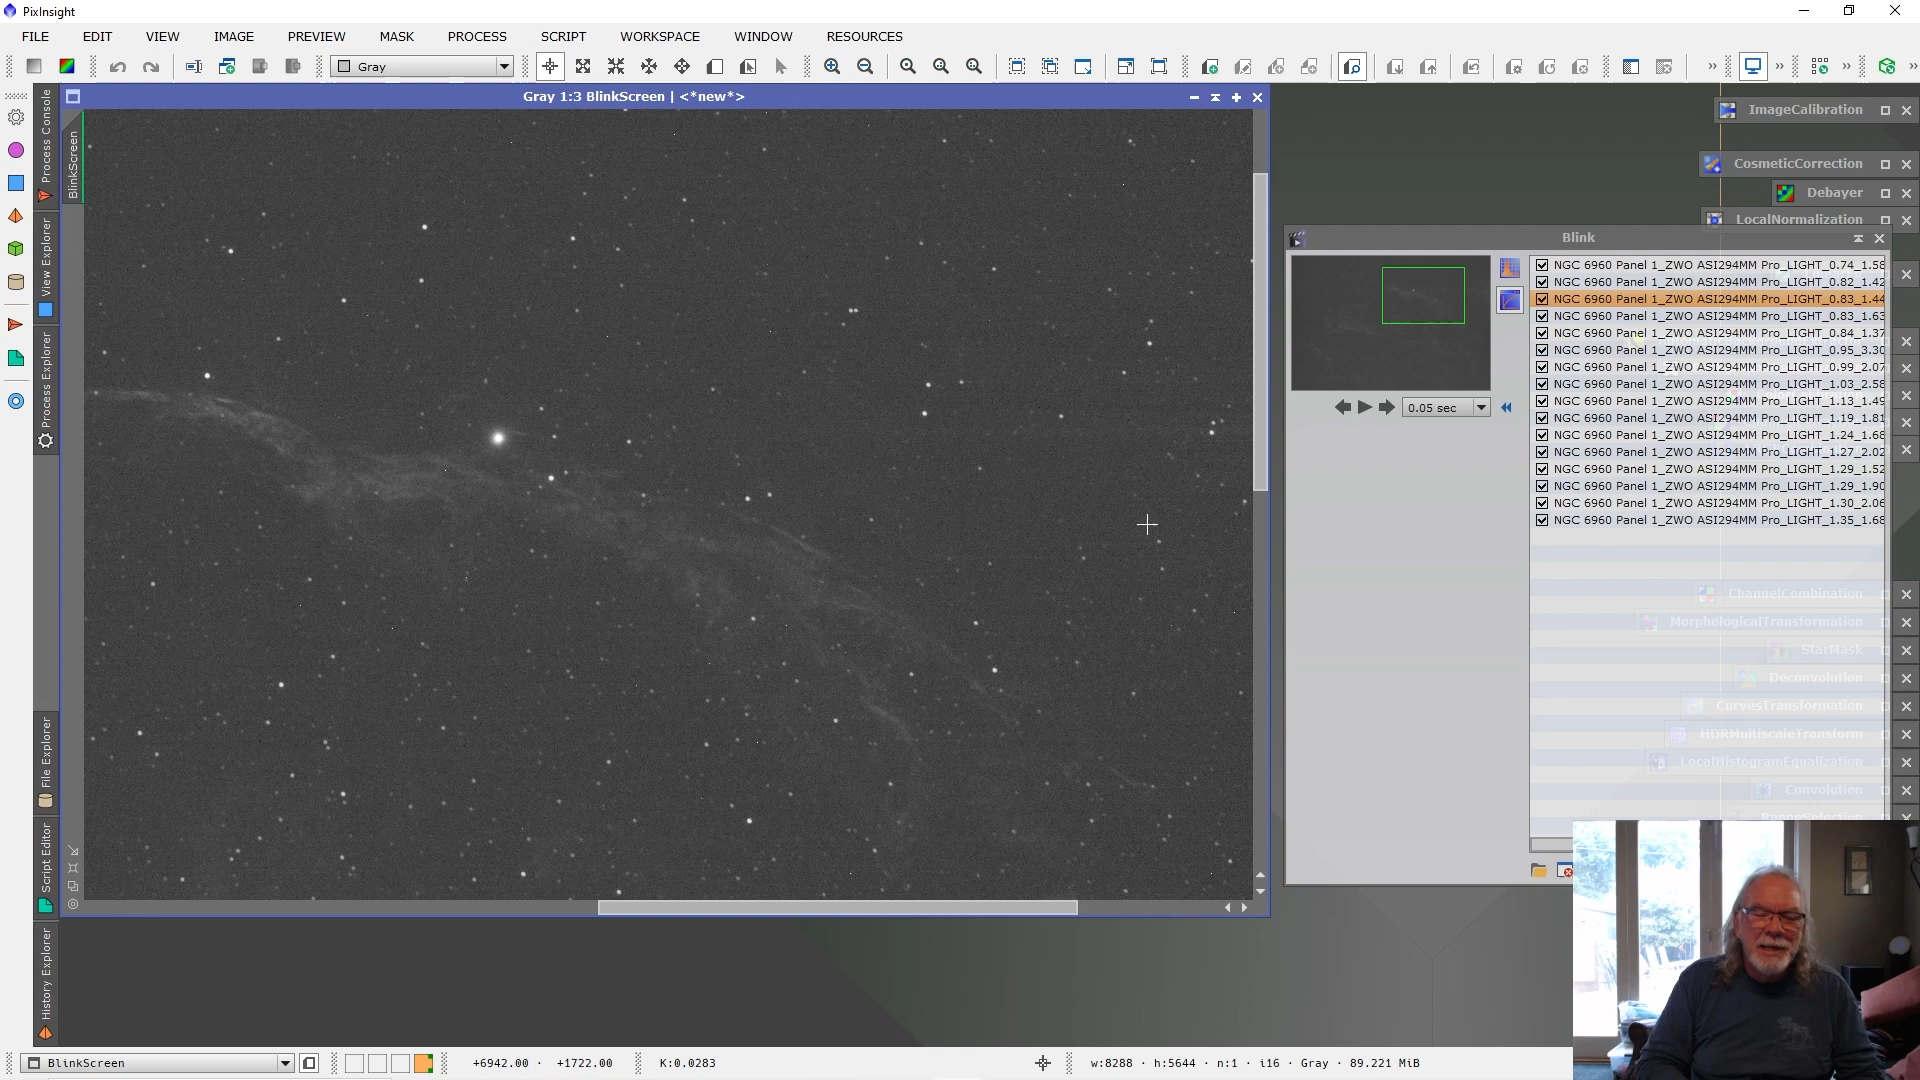 PixInsight
FILE EDIT VIEW IMAGE PREVIEW MASK PROCESS SCRIPT WORKSPACE WINDOW RESOURCES
Gray
Gray 1:3 BlinkScreen | <*new*>
BlinkScreen
Process Console
View Explorer
Process Explorer
File Explorer
Script Editor
History Explorer
ImageCalibration
CosmeticCorrection
Debayer
LocalNormalization
Blink
NGC 6960 Panel 1_ZWO ASI294MM Pro_LIGHT_0.74_1.58
NGC 6960 Panel 1_ZWO ASI294MM Pro_LIGHT_0.82_1.42
NGC 6960 Panel 1_ZWO ASI294MM Pro_LIGHT_0.83_1.44
NGC 6960 Panel 1_ZWO ASI294MM Pro_LIGHT_0.83_1.63
NGC 6960 Panel 1_ZWO ASI294MM Pro_LIGHT_0.84_1.37
NGC 6960 Panel 1_ZWO ASI294MM Pro_LIGHT_0.95_3.30
NGC 6960 Panel 1_ZWO ASI294MM Pro_LIGHT_0.99_2.07
NGC 6960 Panel 1_ZWO ASI294MM Pro_LIGHT_1.03_2.58
NGC 6960 Panel 1_ZWO ASI294MM Pro_LIGHT_1.13_1.49
NGC 6960 Panel 1_ZWO ASI294MM Pro_LIGHT_1.19_1.81
NGC 6960 Panel 1_ZWO ASI294MM Pro_LIGHT_1.24_1.68
NGC 6960 Panel 1_ZWO ASI294MM Pro_LIGHT_1.27_2.02
NGC 6960 Panel 1_ZWO ASI294MM Pro_LIGHT_1.29_1.52
NGC 6960 Panel 1_ZWO ASI294MM Pro_LIGHT_1.29_1.90
NGC 6960 Panel 1_ZWO ASI294MM Pro_LIGHT_1.30_2.06
NGC 6960 Panel 1_ZWO ASI294MM Pro_LIGHT_1.35_1.68
0.05 sec
ChannelCombination
MorphologicalTransformation
StarMask
Deconvolution
CurvesTransformation
HDRMultiscaleTransform
LocalHistogramEqualization
Convolution
RangeSelection
BlinkScreen
+6942.00 · +1722.00
K:0.0283
w:8288 · h:5644 · n:1 · i16 · Gray · 89.221 MiB